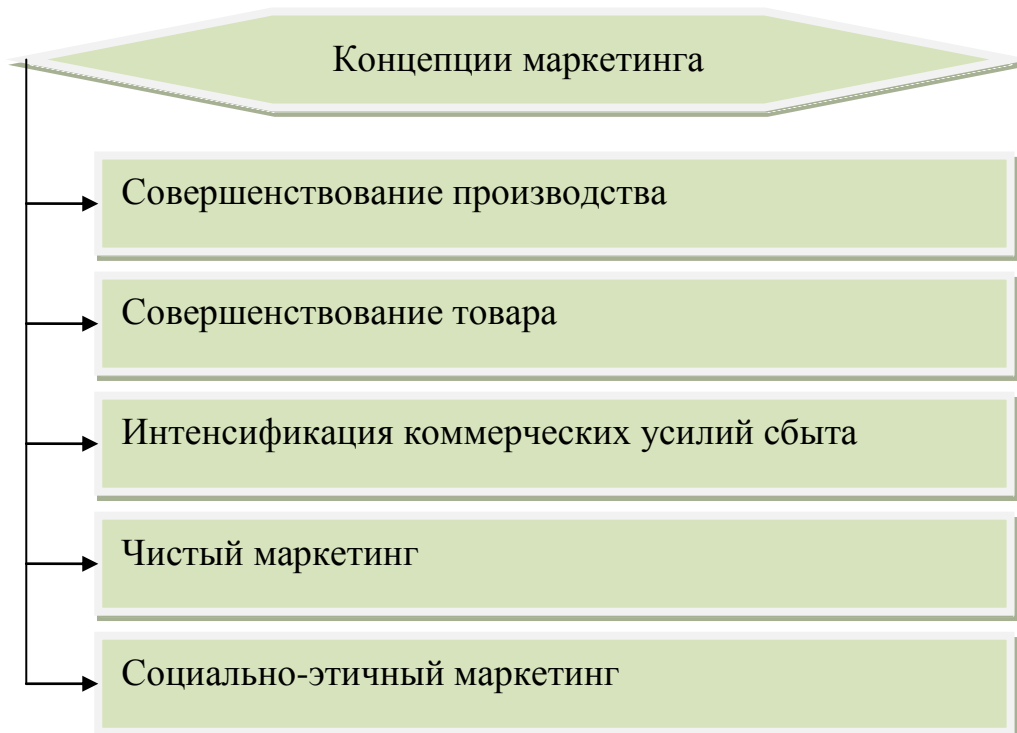 Концепции маркетинга
Совершенствование производства
Совершенствование товара
Интенсификация коммерческих усилий сбыта
Чистый маркетинг
Социально-этичный маркетинг